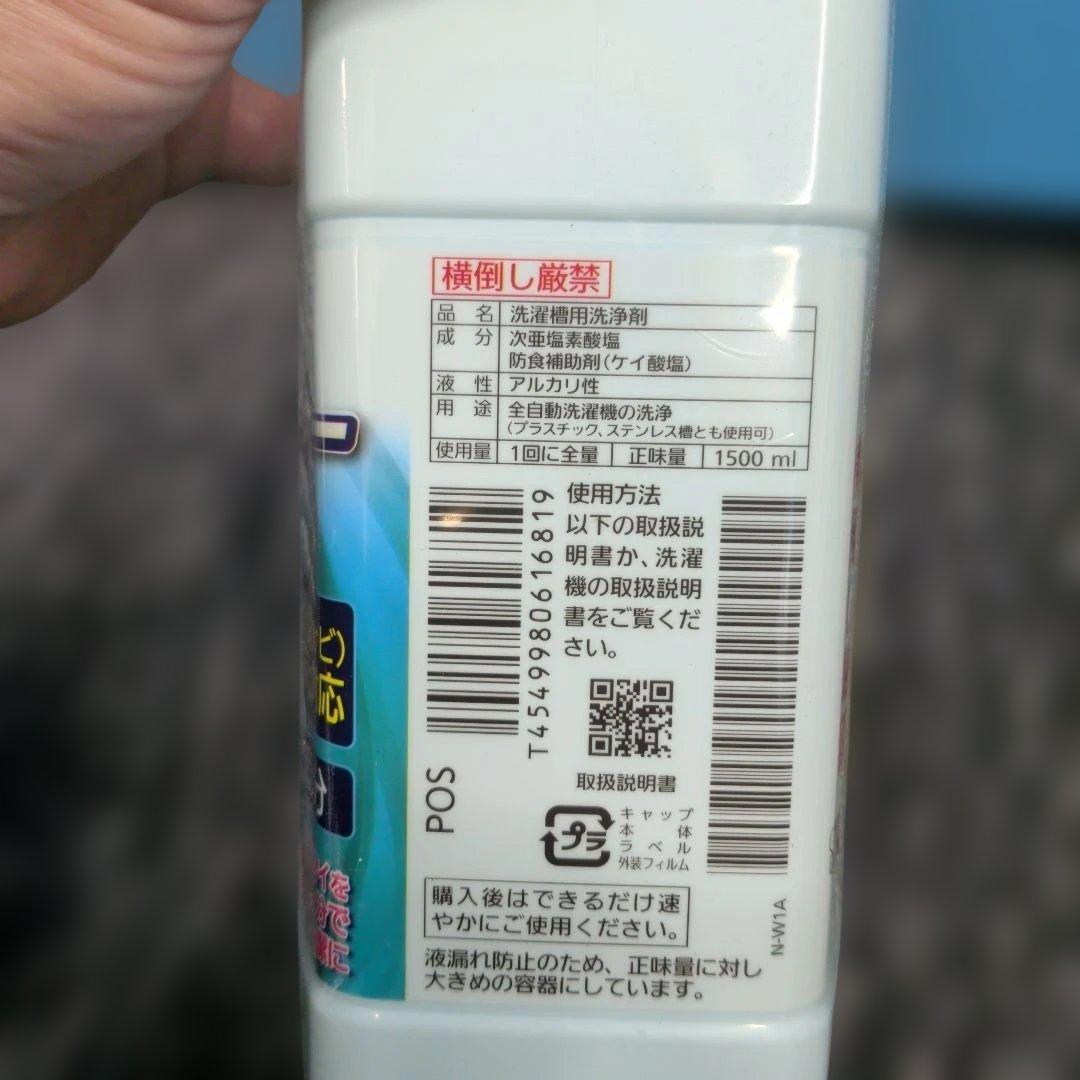 横倒し厳禁
品名 洗濯槽用洗浄剤
成分 次亜塩素酸塩
防食補助剤(ケイ酸塩)
液性 アルカリ性
用途 全自動洗濯機の洗浄
(プラスチック、ステンレス槽とも使用可)
使用量 1回に全量 正味量 1500 ml
T4549980616819
POS
使用方法
以下の取扱説
明書か、洗濯
機の取扱説明
書をご覧くだ
さい。
取扱説明書
プラ
キャップ
本体
ラベル
外装フィルム
N-W1A
購入後はできるだけ速
やかにご使用ください。
液漏れ防止のため、正味量に対し
大きめの容器にしています。
ー
ビ)
応
分
イを
で
に